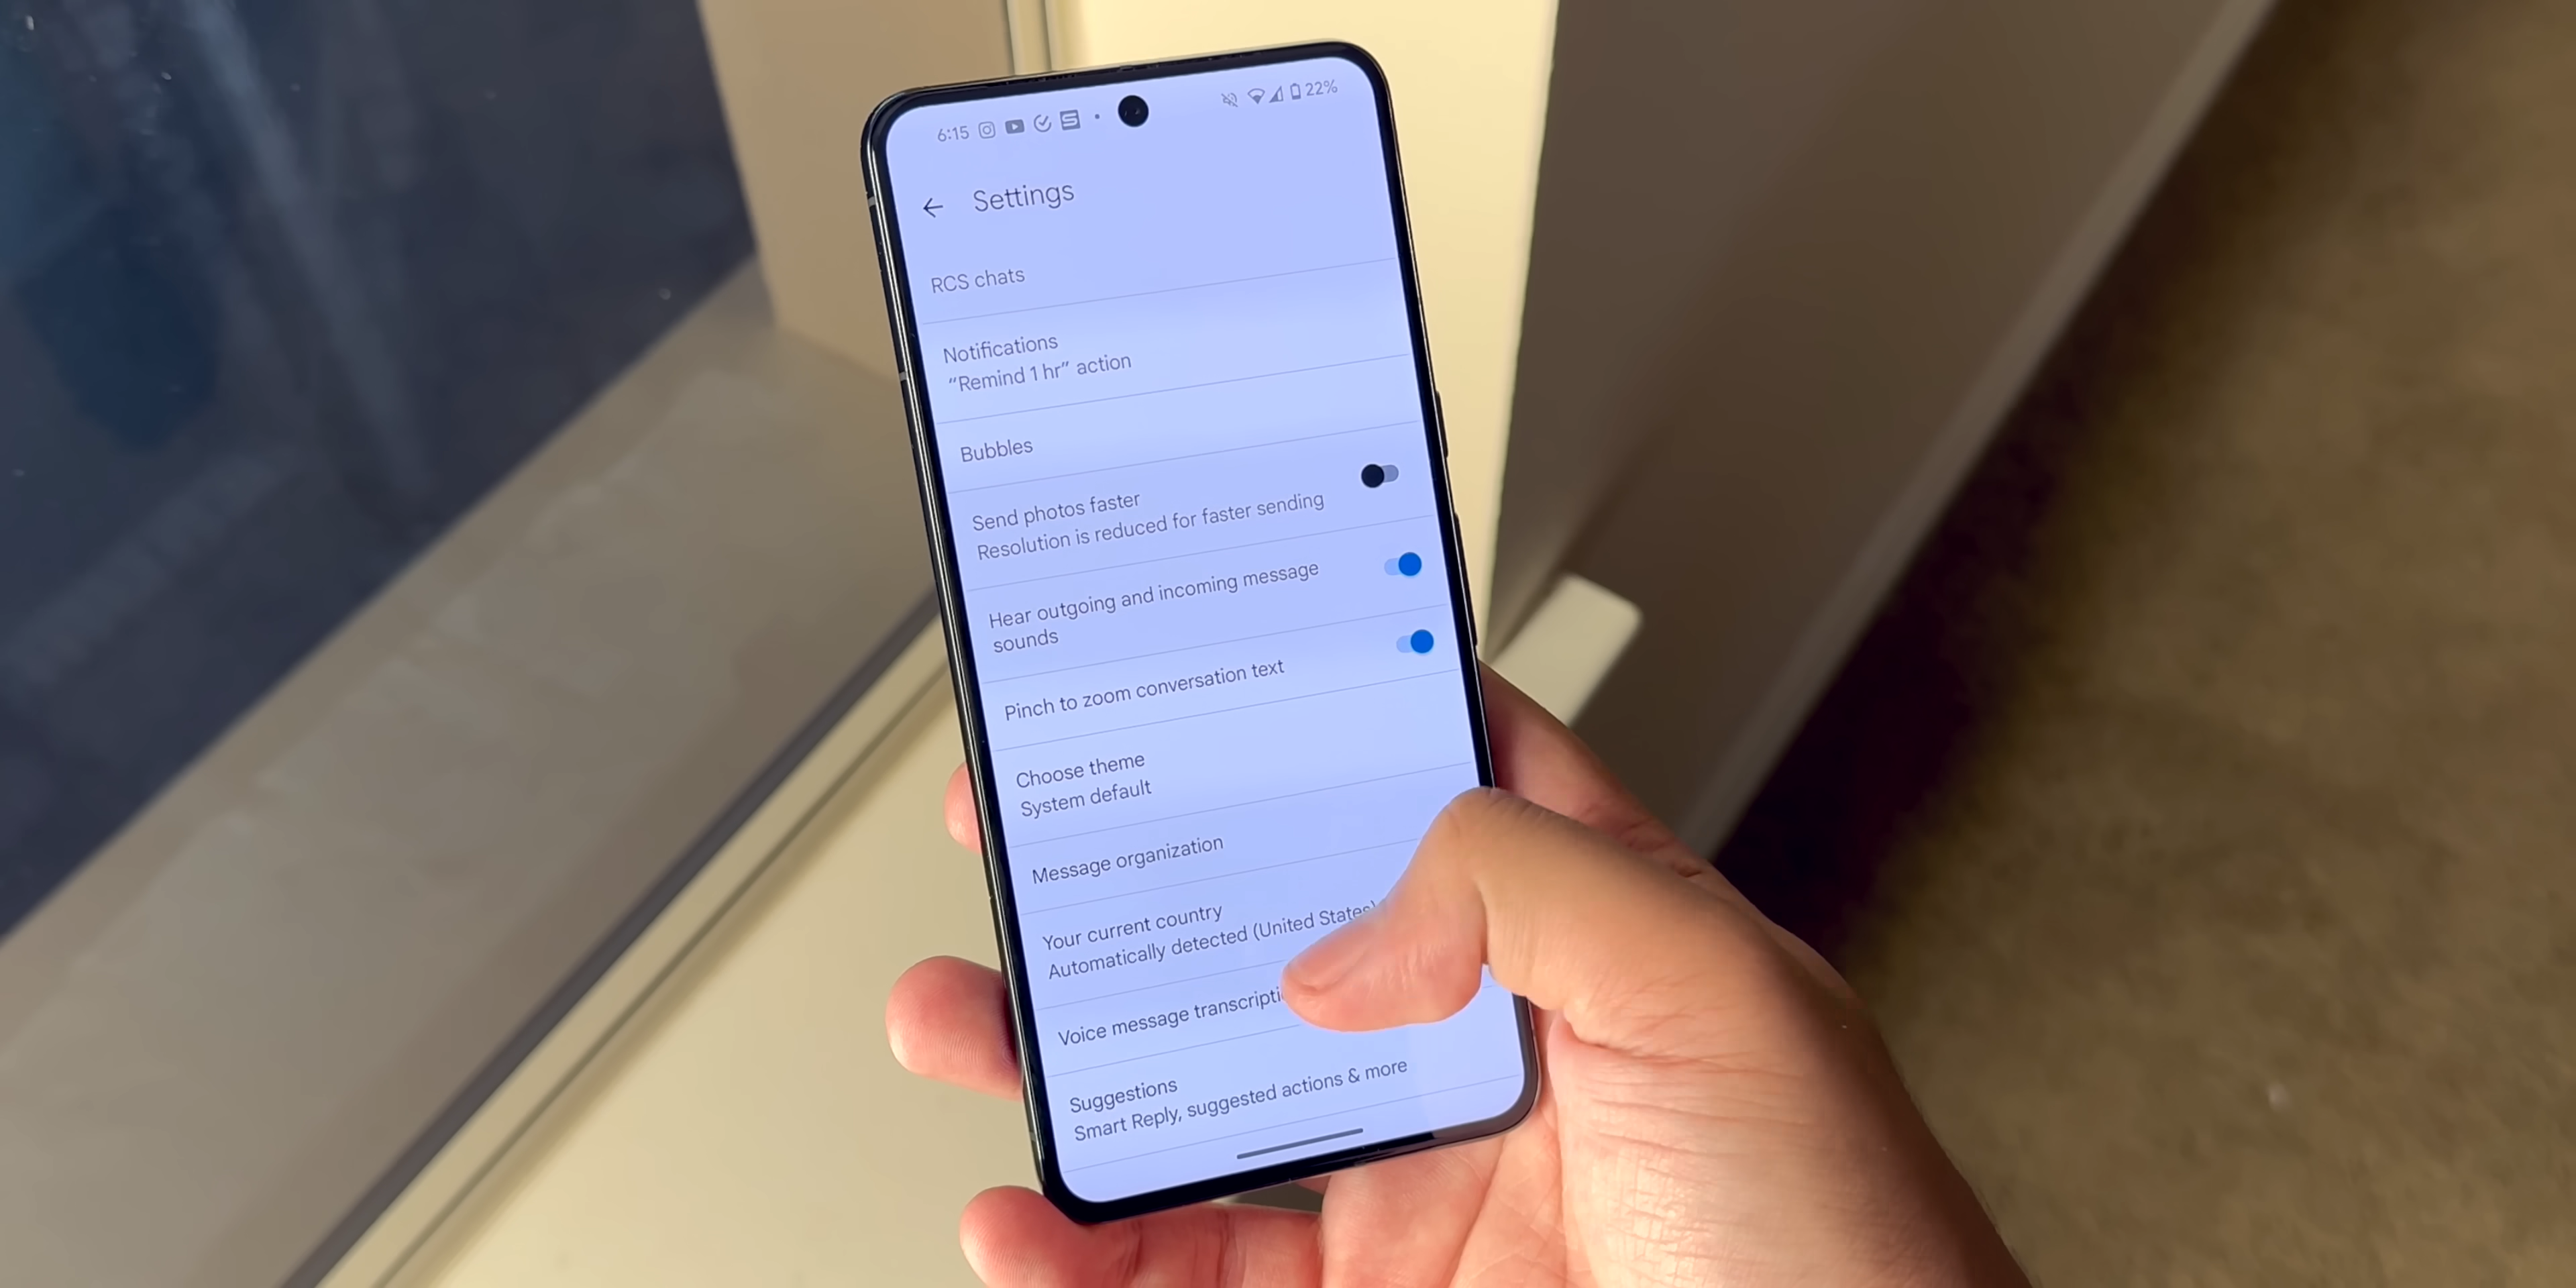 6:15 22%
Settings
RCS chats
Notifications
“Remind 1 hr” action
Bubbles
Send photos faster
Resolution is reduced for faster sending
Hear outgoing and incoming message
sounds
Pinch to zoom conversation text
Choose theme
System default
Message organization
Your current country
Automatically detected (United States)
Voice message transcripti
Suggestions
Smart Reply, suggested actions & more